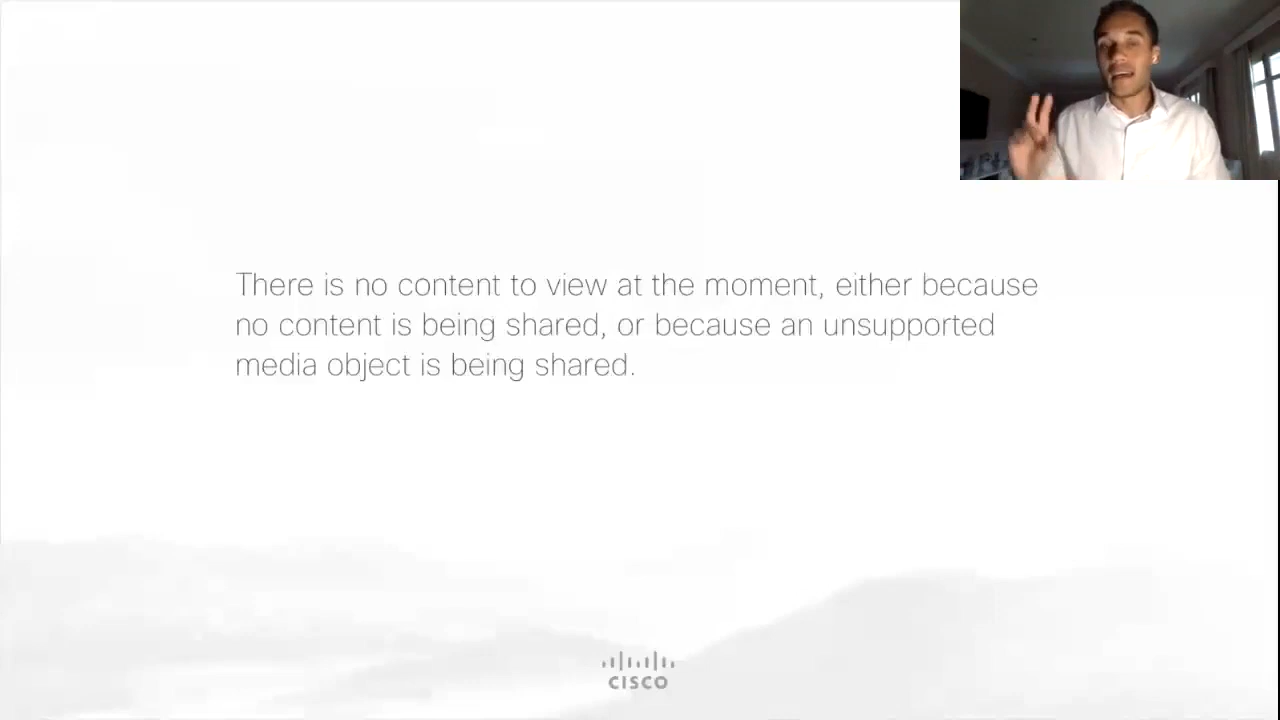 There is no content to view at the moment, either because
no content is being shared, or because an unsupported
media object is being shared.
CISCO